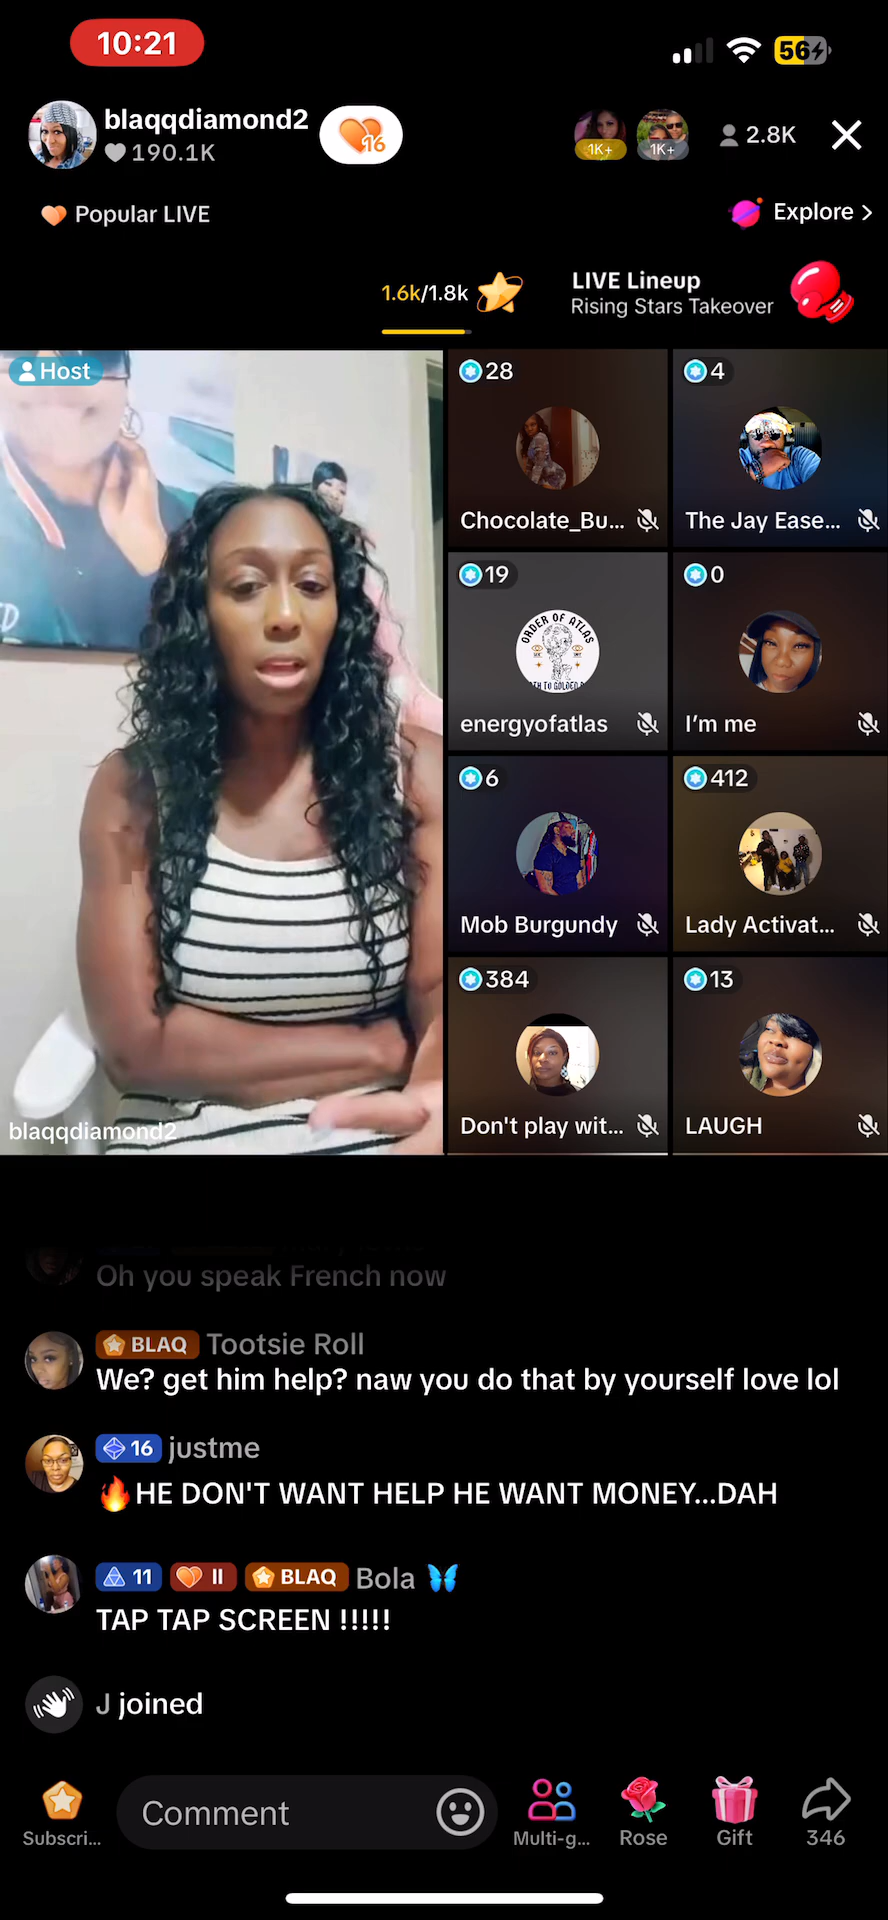 10:21
56
blaqqdiamond2
190.1K
16
1K+
1K+
2.8K
Popular LIVE
Explore >
1.6k/1.8k
LIVE Lineup
Rising Stars Takeover
Host
28
Chocolate_Bu...
4
The Jay Ease...
19
ORDER OF ATLAS
energyofatlas
0
I'm me
6
Mob Burgundy
412
Lady Activat...
384
Don't play wit...
13
LAUGH
blaqqdiamond2
Oh you speak French now
BLAQ Tootsie Roll
We? get him help? naw you do that by yourself love lol
16 justme
🔥HE DON'T WANT HELP HE WANT MONEY...DAH
11 II BLAQ Bola 🦋
TAP TAP SCREEN !!!!!
J joined
Subscri...
Comment
Multi-g...
Rose
Gift
346